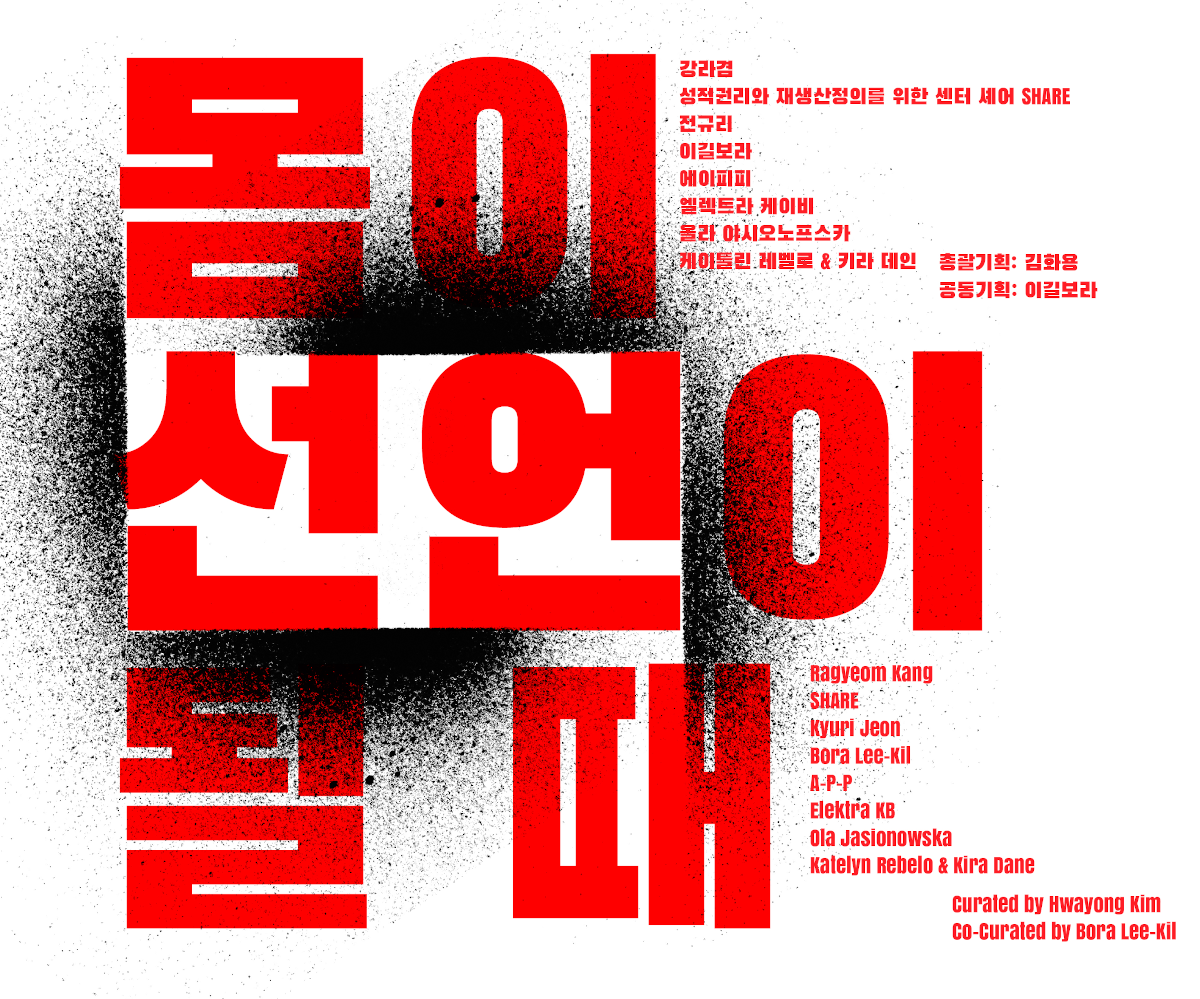 몸이
선언이
될 때
강라겸
성적권리와 재생산정의를 위한 센터 셰어 SHARE
전규리
이길보라
에이피피
엘렉트라 케이비
올라 야시오노프스카
케이틀린 레벨로 & 키라 데인
총괄기획: 김화용
공동기획: 이길보라
Ragyeom Kang
SHARE
Kyuri Jeon
Bora Lee-Kil
A-P-P
Elektra KB
Ola Jasionowska
Katelyn Rebelo & Kira Dane
Curated by Hwayong Kim
Co-Curated by Bora Lee-Kil